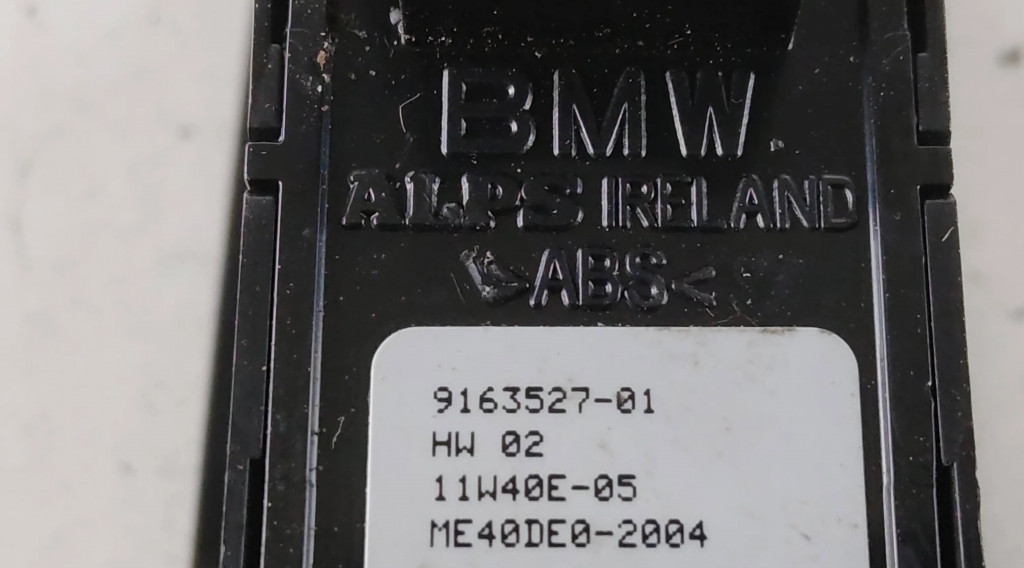 BMW
ALPS IRELAND
>ABS<
9163527-01
HW 02
11W40E-05
ME40DE0-2004